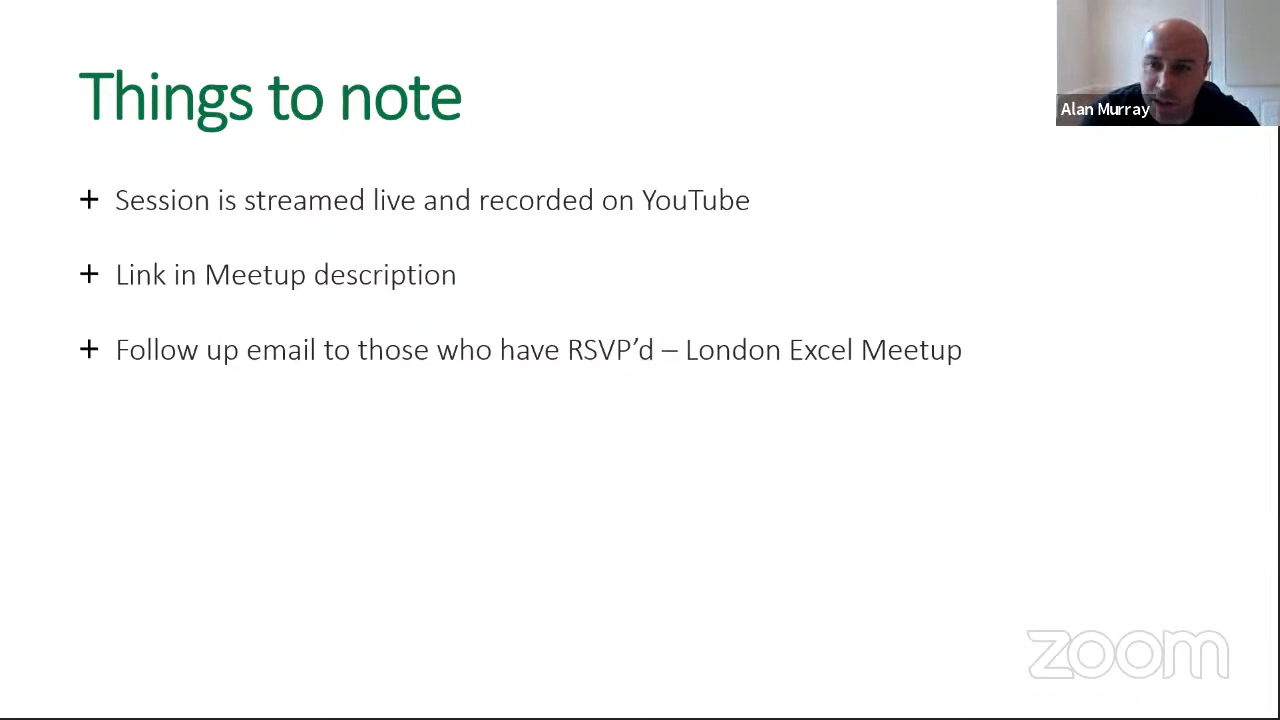 Things to note
Alan Murray
+ Session is streamed live and recorded on YouTube
+ Link in Meetup description
+ Follow up email to those who have RSVP’d – London Excel Meetup
zoom